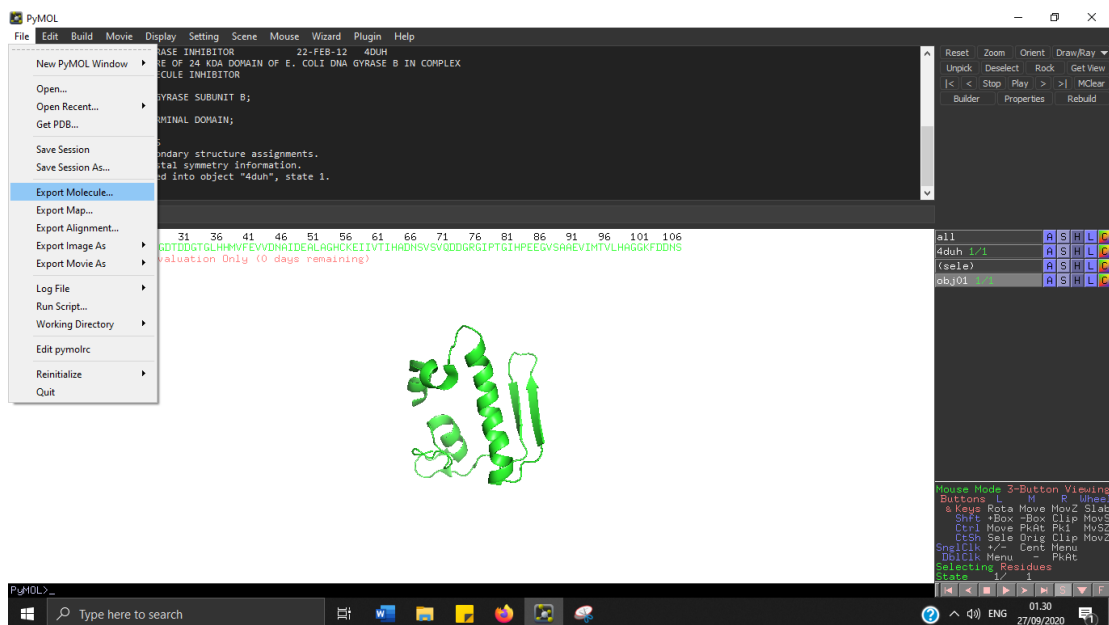 PyMOL
File Edit Build Movie Display Setting Scene Mouse Wizard Plugin Help
New PyMOL Window
Open...
Open Recent...
Get PDB...
Save Session
Save Session As...
Export Molecule...
Export Map...
Export Alignment...
Export Image As
Export Movie As
Log File
Run Script...
Working Directory
Edit pymolrc
Reinitialize
Quit
RASE INHIBITOR 22-FEB-12 4DUH
RE OF 24 KDA DOMAIN OF E. COLI DNA GYRASE B IN COMPLEX
ECULE INHIBITOR
GYRASE SUBUNIT B;
RMINAL DOMAIN;
S
ondary structure assignments.
stal symmetry information.
ed into object "4duh", state 1.
31 36 41 46 51 56 61 66 71 76 81 86 91 96 101 106
GDTDDGTGLHHMVFEVVDNAIDEALAGHCKEIIVTIHADNSVSVQDDGRGIPTGIHPEEGVSAAEVIMTVLHAGGKFDDNS
valuation Only (0 days remaining)
Reset Zoom Orient Draw/Ray
Unpick Deselect Rock Get View
|< < Stop Play > >| MClear
Builder Properties Rebuild
all A S H L C
4duh 1/1 A S H L C
(sele) A S H L C
obj01 1/1 A S H L C
Mouse Mode 3-Button Viewing
Buttons L M R Wheel
& Keys Rota Move MovZ Slab
Shft +Box -Box Clip MovS
Ctrl Move PkAt Pk1 MvSZ
CtSh Sele Orig Clip MovZ
SnglClk +/- Cent Menu
DblClk Menu - PkAt
Selecting Residues
State 1/ 1
S F
PyMOL>_
Type here to search
ENG
01.30
27/09/2020